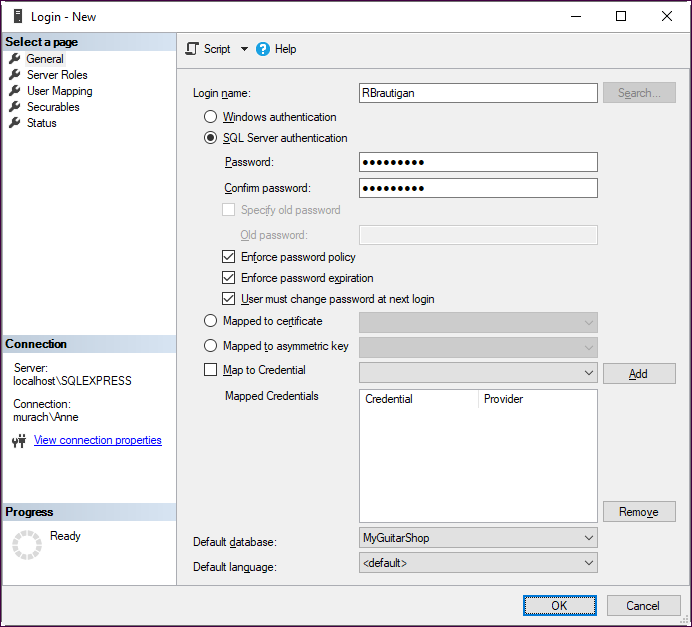 Login - New
Select a page
General
Server Roles
User Mapping
Securables
Status
Connection
Server:
localhost\SQLEXPRESS
Connection:
murach\Anne
View connection properties
Progress
Ready
Script
Help
Login name:
RBrautigan
Search...
Windows authentication
SQL Server authentication
Password:
●●●●●●●●●
Confirm password:
●●●●●●●●●
Specify old password
Old password:
Enforce password policy
Enforce password expiration
User must change password at next login
Mapped to certificate
Mapped to asymmetric key
Map to Credential
Add
Mapped Credentials
Credential
Provider
Remove
Default database:
MyGuitarShop
Default language:
<default>
OK
Cancel